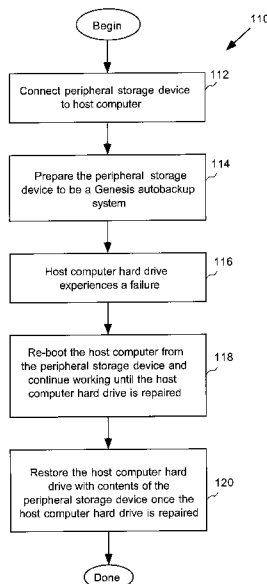 Begin
110
Connect peripheral storage device
to host computer
112
Prepare the peripheral storage
device to be a Genesis autobackup
system
114
Host computer hard drive
experiences a failure
116
Re-boot the host computer from
the peripheral storage device and
continue working until the host
computer hard drive is repaired
118
Restore the host computer hard
drive with contents of the
peripheral storage device once the
host computer hard drive is repaired
120
Done